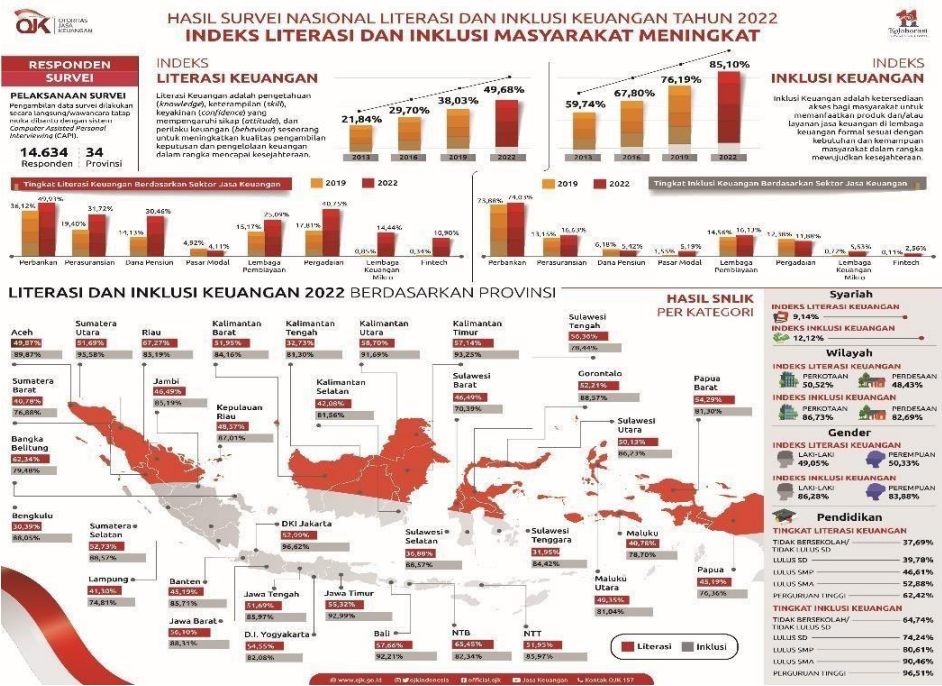 OJK OTORITAS JASA KEUANGAN
HASIL SURVEI NASIONAL LITERASI DAN INKLUSI KEUANGAN TAHUN 2022
INDEKS LITERASI DAN INKLUSI MASYARAKAT MENINGKAT
RESPONDEN
SURVEI
PELAKSANAAN SURVEI
Pengambilan data survei dilakukan
secara langsung/wawancara tatap
muka dibantu dengan sistem
Computer Assisted Personal
Interviewing (CAPI).
14.634 34
Responden Provinsi
INDEKS
LITERASI KEUANGAN
Literasi Keuangan adalah pengetahuan
(knowledge), keterampilan (skill),
keyakinan (confidence) yang
mempengaruhi sikap (attitude), dan
perilaku keuangan (behaviour) seseorang
untuk meningkatkan kualitas pengambilan
keputusan dan pengelolaan keuangan
dalam rangka mencapai kesejahteraan.
21,84% 29,70% 38,03% 49,68%
2013 2016 2019 2022
59,74% 67,80% 76,19% 85,10%
2013 2016 2019 2022
INDEKS
INKLUSI KEUANGAN
Inklusi Keuangan adalah ketersediaan
akses bagi masyarakat untuk
memanfaatkan produk dan/atau
layanan jasa keuangan di lembaga
keuangan formal sesuai dengan
kebutuhan dan kemampuan
masyarakat dalam rangka
mewujudkan kesejahteraan.
Tingkat Literasi Keuangan Berdasarkan Sektor Jasa Keuangan
2019 2022
36,12% 49,93%
Perbankan
19,40% 31,72%
Perasuransian
14,13% 30,46%
Dana Pensiun
4,92% 4,11%
Pasar Modal
15,17% 25,09%
Lembaga
Pembiayaan
17,81% 40,75%
Pergadaian
0,85% 14,44%
Lembaga
Keuangan
Mikro
0,34% 10,90%
Fintech
2019 2022
Tingkat Inklusi Keuangan Berdasarkan Sektor Jasa Keuangan
73,88% 74,03%
Perbankan
13,15% 16,63%
Perasuransian
6,18% 5,42%
Dana Pensiun
1,55% 5,19%
Pasar Modal
14,56% 16,13%
Lembaga
Pembiayaan
12,38% 11,88%
Pergadaian
0,72% 5,53%
Lembaga
Keuangan
Mikro
0,11% 2,56%
Fintech
LITERASI DAN INKLUSI KEUANGAN 2022 BERDASARKAN PROVINSI
Aceh
49,87%
89,87%
Sumatera
Utara
51,69%
95,58%
Riau
67,27%
85,19%
Kalimantan
Barat
51,95%
84,16%
Kalimantan
Tengah
32,73%
81,30%
Kalimantan
Utara
58,70%
91,69%
Kalimantan
Timur
57,14%
93,25%
Sulawesi
Tengah
56,36%
78,44%
Sumatera
Barat
40,78%
76,88%
Jambi
46,49%
85,19%
Kepulauan
Riau
48,57%
87,01%
Kalimantan
Selatan
42,08%
81,86%
Sulawesi
Barat
46,49%
70,39%
Gorontalo
52,21%
88,57%
Papua
Barat
54,29%
81,30%
Sulawesi
Utara
50,13%
86,23%
Bangka
Belitung
62,34%
79,48%
Bengkulu
30,39%
88,05%
Sumatera
Selatan
52,73%
88,57%
DKI Jakarta
52,99%
96,62%
Sulawesi
Selatan
36,88%
88,57%
Sulawesi
Tenggara
31,95%
84,42%
Maluku
40,78%
78,70%
Lampung
41,30%
74,81%
Banten
45,19%
85,71%
Jawa Tengah
51,69%
85,97%
Jawa Timur
55,32%
92,99%
Maluku
Utara
49,35%
81,04%
Papua
45,19%
76,36%
Jawa Barat
56,10%
88,31%
D.I. Yogyakarta
54,55%
82,08%
Bali
57,66%
92,21%
NTB
65,45%
82,34%
NTT
51,95%
85,97%
Literasi Inklusi
HASIL SNLIK
PER KATEGORI
Syariah
INDEKS LITERASI KEUANGAN
9,14%
INDEKS INKLUSI KEUANGAN
12,12%
Wilayah
INDEKS LITERASI KEUANGAN
PERKOTAAN 50,52% PERDESAAN 48,43%
INDEKS INKLUSI KEUANGAN
PERKOTAAN 86,73% PERDESAAN 82,69%
Gender
INDEKS LITERASI KEUANGAN
LAKI-LAKI 49,05% PEREMPUAN 50,33%
INDEKS INKLUSI KEUANGAN
LAKI-LAKI 86,28% PEREMPUAN 83,88%
Pendidikan
TINGKAT LITERASI KEUANGAN
TIDAK BERSEKOLAH/
TIDAK LULUS SD 37,69%
LULUS SD 39,78%
LULUS SMP 46,61%
LULUS SMA 52,88%
PERGURUAN TINGGI 62,42%
TINGKAT INKLUSI KEUANGAN
TIDAK BERSEKOLAH/
TIDAK LULUS SD 64,74%
LULUS SD 74,24%
LULUS SMP 80,61%
LULUS SMA 90,46%
PERGURUAN TINGGI 96,51%
www.ojk.go.id ojkindonesia official.ojk Jasa Keuangan Kontak OJK 157